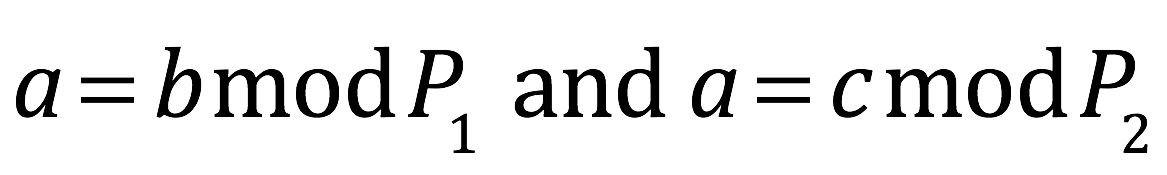 a = b mod P₁ and a = c mod P₂